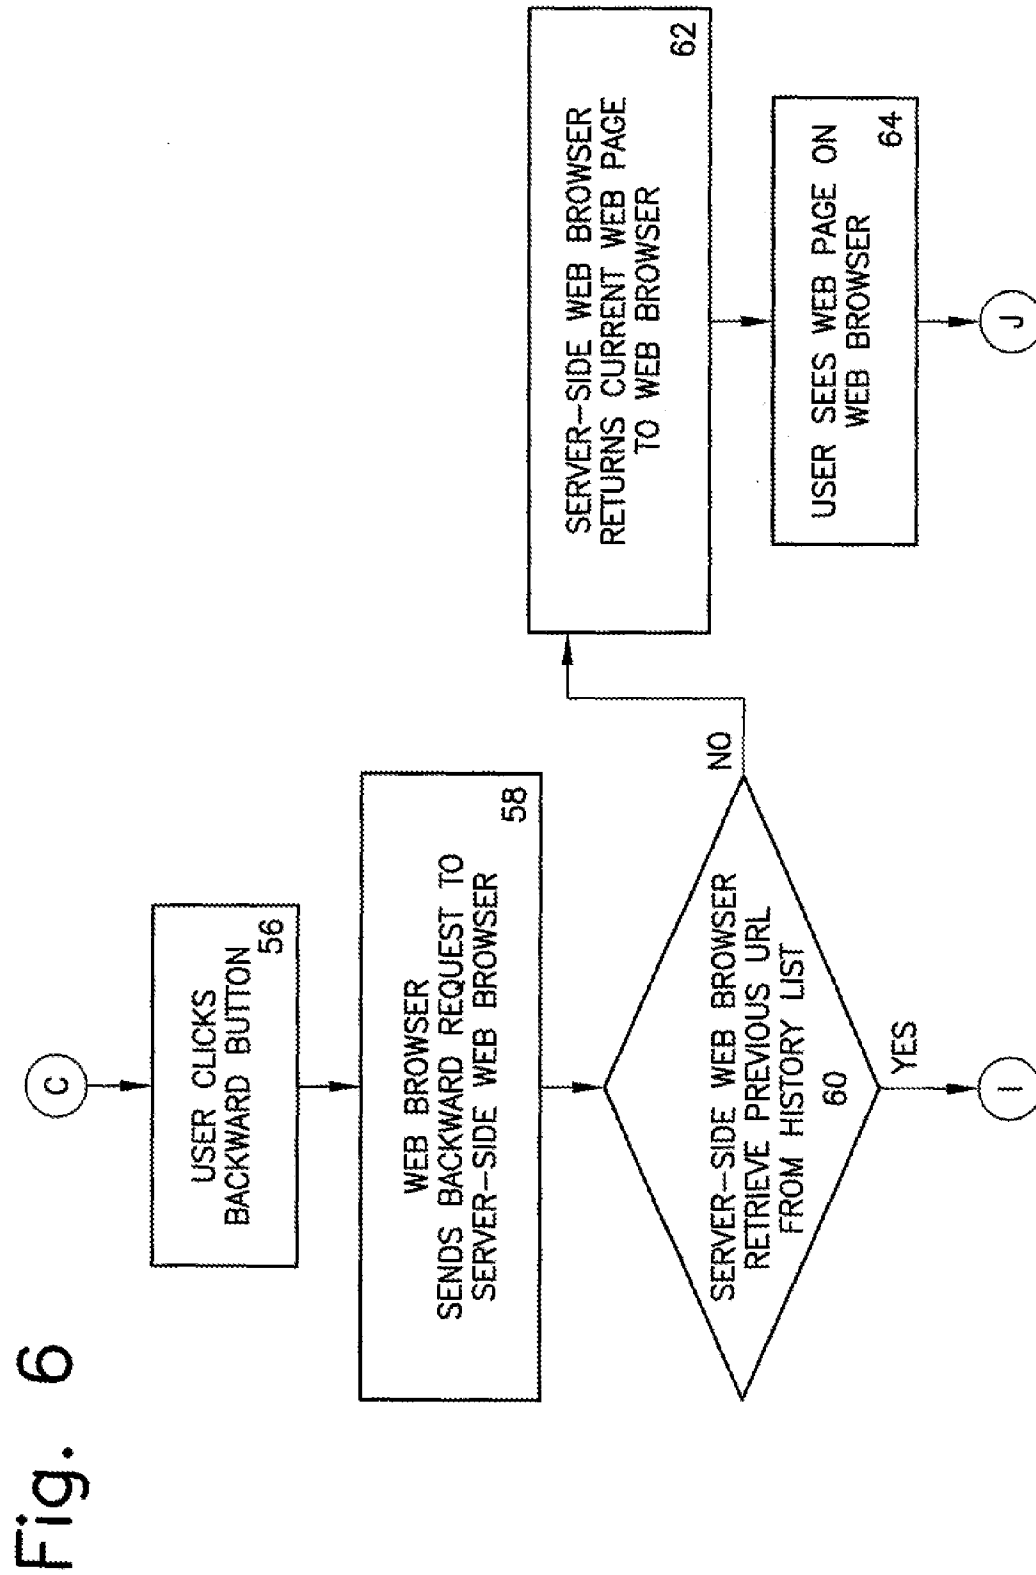 Fig. 6
C
USER CLICKS
BACKWARD BUTTON
56
WEB BROWSER
SENDS BACKWARD REQUEST TO
SERVER-SIDE WEB BROWSER
58
SERVER-SIDE WEB BROWSER
RETRIEVE PREVIOUS URL
FROM HISTORY LIST
60
YES
I
NO
SERVER-SIDE WEB BROWSER
RETURNS CURRENT WEB PAGE
TO WEB BROWSER
62
USER SEES WEB PAGE ON
WEB BROWSER
64
J